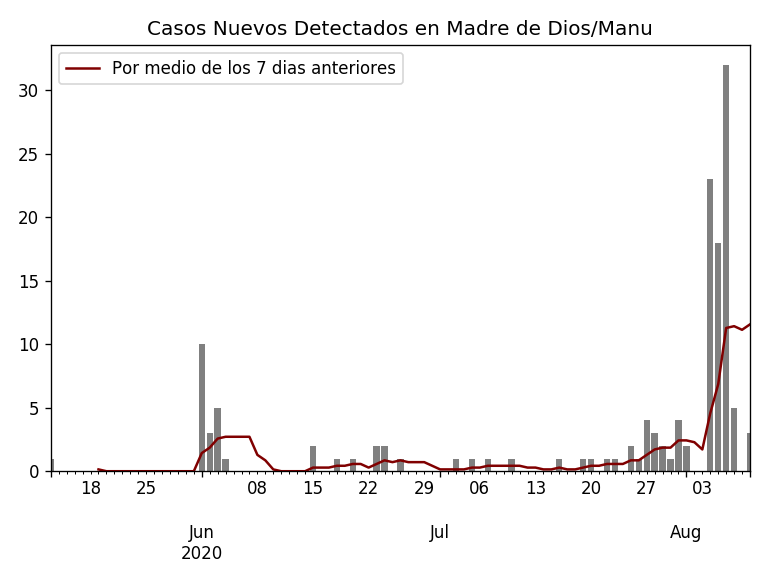 Casos Nuevos Detectados en Madre de Dios/Manu
Por medio de los 7 dias anteriores
30
25
20
15
10
5
0
18 25 08 15 22 29 06 13 20 27 03
Jun Jul Aug
2020